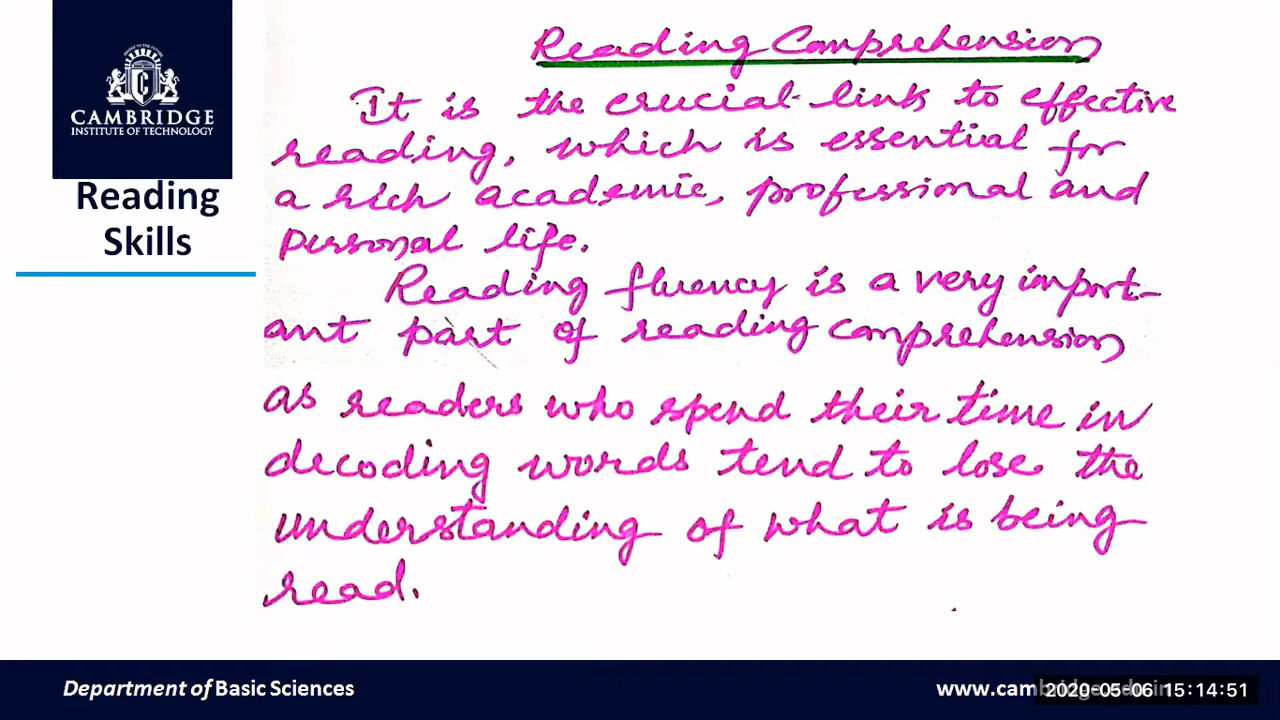 CAMBRIDGE
INSTITUTE OF TECHNOLOGY
Reading
Skills
Reading Comprehension
It is the crucial link to effective
reading, which is essential for
a rich academic, professional and
personal life.
Reading fluency is a very import-
ant part of reading comprehension
as readers who spend their time in
decoding words tend to lose the
understanding of what is being
read.
Department of Basic Sciences
www.cam
2020-05-06 15:14:51